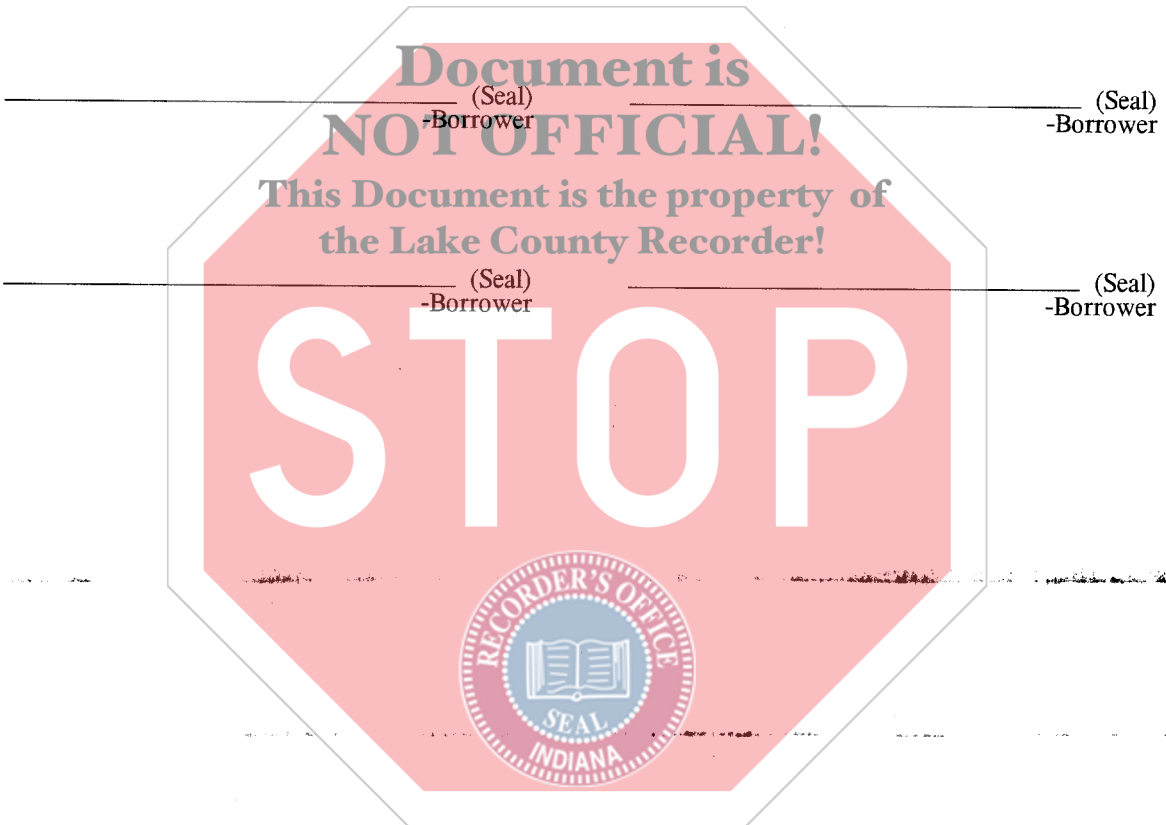 Document is
(Seal) (Seal)
-Borrower -Borrower
NOT OFFICIAL!
This Document is the property of
the Lake County Recorder!
(Seal) (Seal)
-Borrower -Borrower
STOP
RECORDER'S OFFICE
SEAL
INDIANA